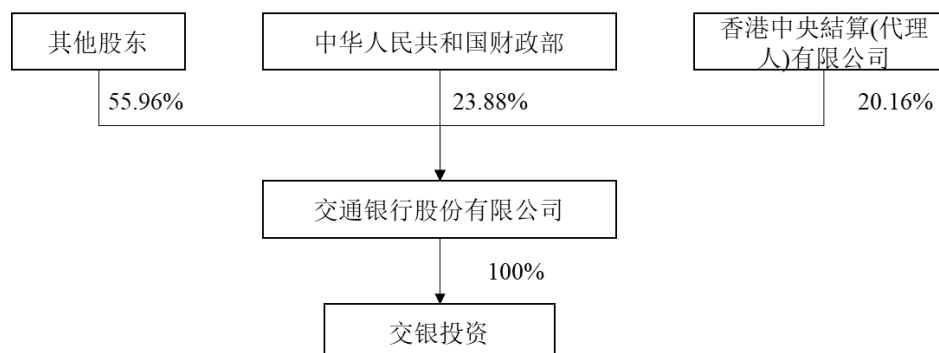 其他股东
中华人民共和国财政部
香港中央結算(代理
人)有限公司
55.96%
23.88%
20.16%
交通银行股份有限公司
100%
交银投资